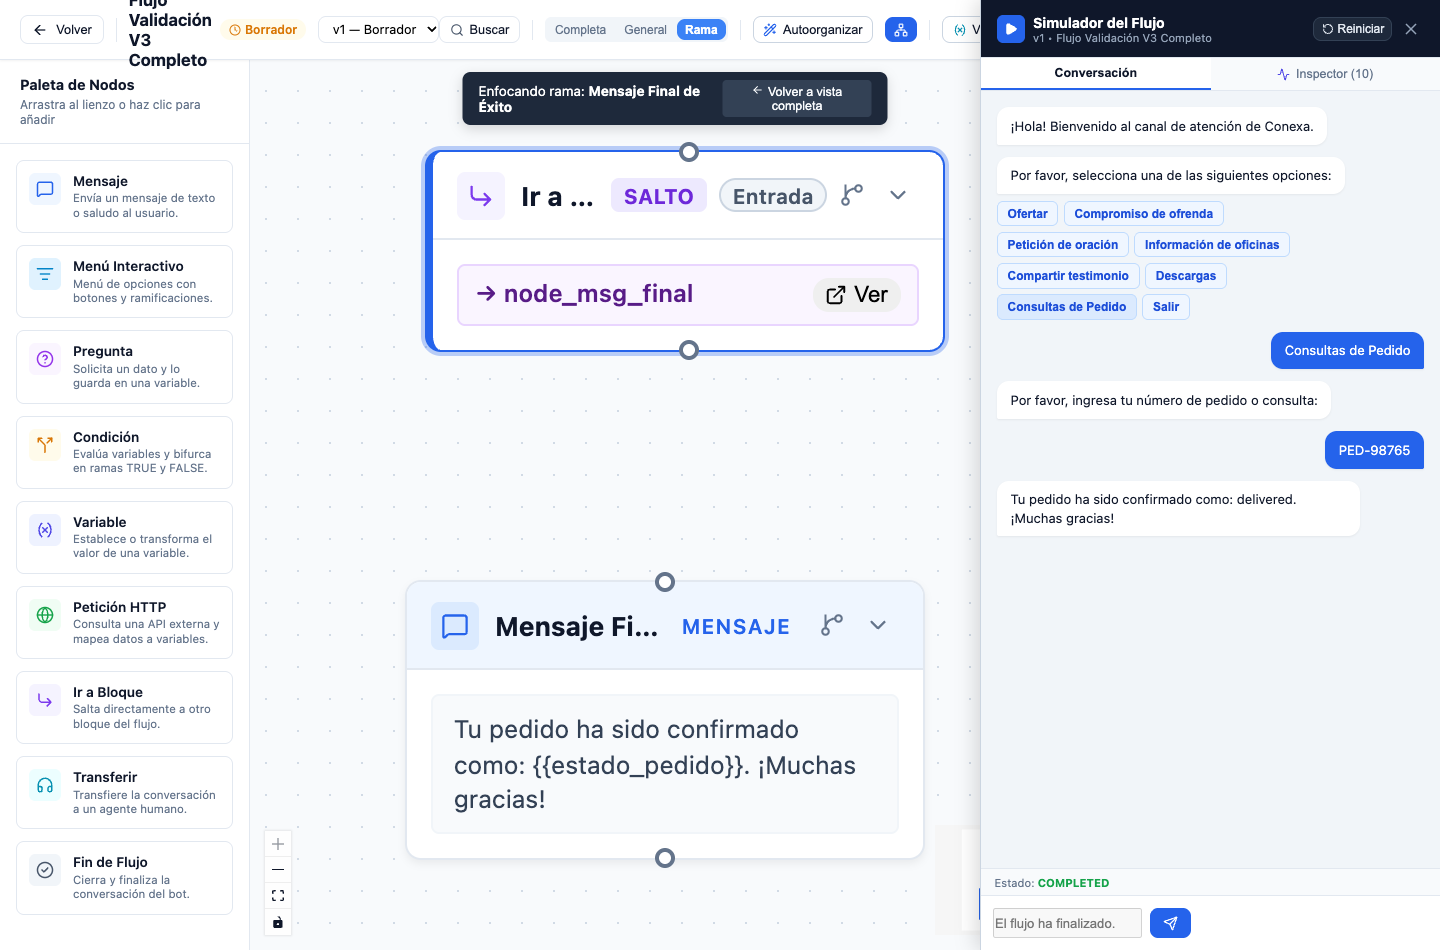 Volver
Flujo
Validación
V3
Completo
Borrador
v1 — Borrador
Buscar
Completa
General
Rama
Autoorganizar
(x) V
Paleta de Nodos
Arrastra al lienzo o haz clic para
añadir
Mensaje
Envía un mensaje de texto
o saludo al usuario.
Menú Interactivo
Menú de opciones con
botones y ramificaciones.
Pregunta
Solicita un dato y lo
guarda en una variable.
Condición
Evalúa variables y bifurca
en ramas TRUE y FALSE.
Variable
Establece o transforma el
valor de una variable.
Petición HTTP
Consulta una API externa y
mapea datos a variables.
Ir a Bloque
Salta directamente a otro
bloque del flujo.
Transferir
Transfiere la conversación
a un agente humano.
Fin de Flujo
Cierra y finaliza la
conversación del bot.
Enfocando rama: Mensaje Final de
Éxito
← Volver a vista
completa
Ir a ...
SALTO
Entrada
→ node_msg_final
Ver
Mensaje Fi...
MENSAJE
Tu pedido ha sido confirmado
como: {{estado_pedido}}. ¡Muchas
gracias!
Simulador del Flujo
v1 • Flujo Validación V3 Completo
Reiniciar
Conversación
Inspector (10)
¡Hola! Bienvenido al canal de atención de Conexa.
Por favor, selecciona una de las siguientes opciones:
Ofertar
Compromiso de ofrenda
Petición de oración
Información de oficinas
Compartir testimonio
Descargas
Consultas de Pedido
Salir
Consultas de Pedido
Por favor, ingresa tu número de pedido o consulta:
PED-98765
Tu pedido ha sido confirmado como: delivered.
¡Muchas gracias!
Estado: COMPLETED
El flujo ha finalizado.